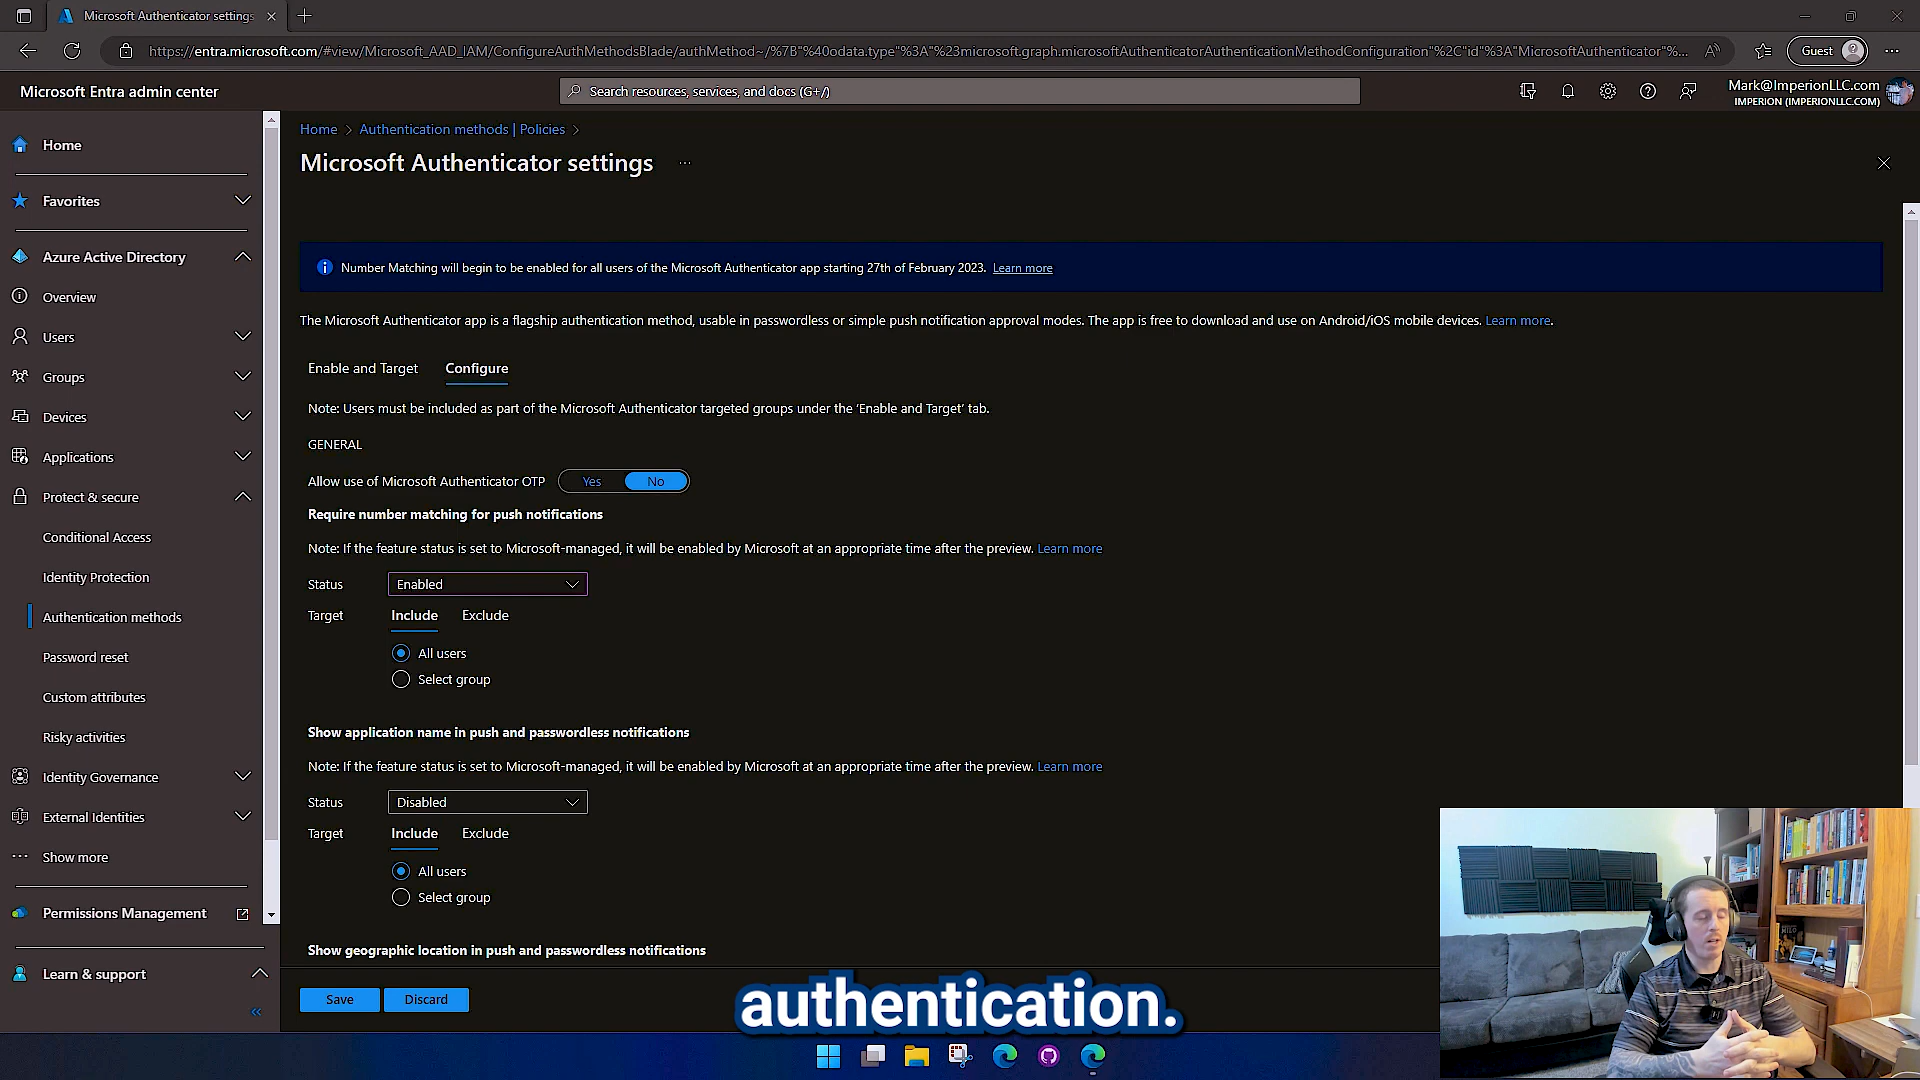 Microsoft Authenticator settings
https://entra.microsoft.com/#view/Microsoft_AAD_IAM/ConfigureAuthMethodsBlade/authMethod~/%7B"%40odata.type"%3A"%23microsoft.graph.microsoftAuthenticatorAuthenticationMethodConfiguration"%2C"id"%3A"MicrosoftAuthenticator"%...
Guest
Microsoft Entra admin center
Search resources, services, and docs (G+/)
Mark@ImperionLLC.com
IMPERION (IMPERIONLLC.COM)
Home
Favorites
Azure Active Directory
Overview
Users
Groups
Devices
Applications
Protect & secure
Conditional Access
Identity Protection
Authentication methods
Password reset
Custom attributes
Risky activities
Identity Governance
External Identities
Show more
Permissions Management
Learn & support
Home > Authentication methods | Policies >
Microsoft Authenticator settings ...
Number Matching will begin to be enabled for all users of the Microsoft Authenticator app starting 27th of February 2023. Learn more
The Microsoft Authenticator app is a flagship authentication method, usable in passwordless or simple push notification approval modes. The app is free to download and use on Android/iOS mobile devices. Learn more.
Enable and Target Configure
Note: Users must be included as part of the Microsoft Authenticator targeted groups under the ‘Enable and Target’ tab.
GENERAL
Allow use of Microsoft Authenticator OTP Yes No
Require number matching for push notifications
Note: If the feature status is set to Microsoft-managed, it will be enabled by Microsoft at an appropriate time after the preview. Learn more
Status Enabled
Target Include Exclude
All users
Select group
Show application name in push and passwordless notifications
Note: If the feature status is set to Microsoft-managed, it will be enabled by Microsoft at an appropriate time after the preview. Learn more
Status Disabled
Target Include Exclude
All users
Select group
Show geographic location in push and passwordless notifications
Save Discard
authentication.